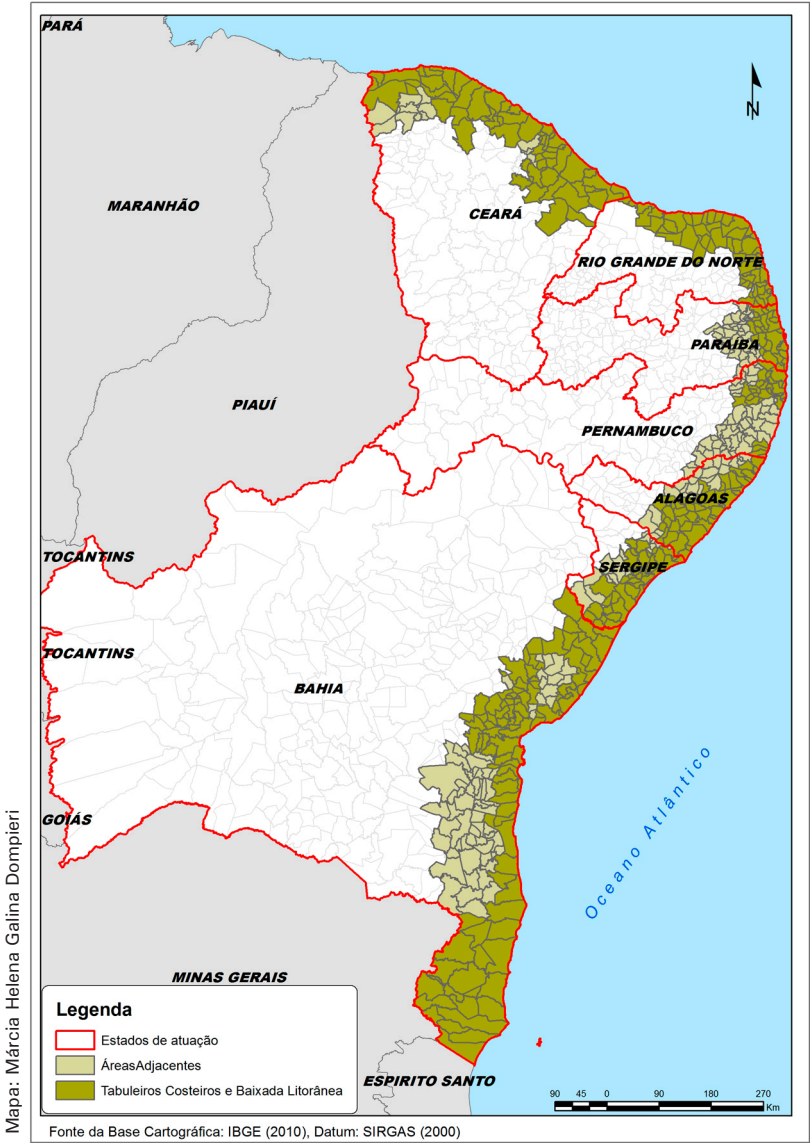 PARÁ
N
MARANHÃO
CEARÁ
RIO GRANDE DO NORTE
PARAÍBA
PIAUÍ
PERNAMBUCO
ALAGOAS
TOCANTINS
SERGIPE
TOCANTINS
BAHIA
Oceano Atlântico
GOIÁS
MINAS GERAIS
Legenda
Estados de atuação
ÁreasAdjacentes
Tabuleiros Costeiros e Baixada Litorânea
ESPIRITO SANTO
90 45 0 90 180 270
Km
Fonte da Base Cartográfica: IBGE (2010), Datum: SIRGAS (2000)
Mapa: Márcia Helena Galina Dompieri